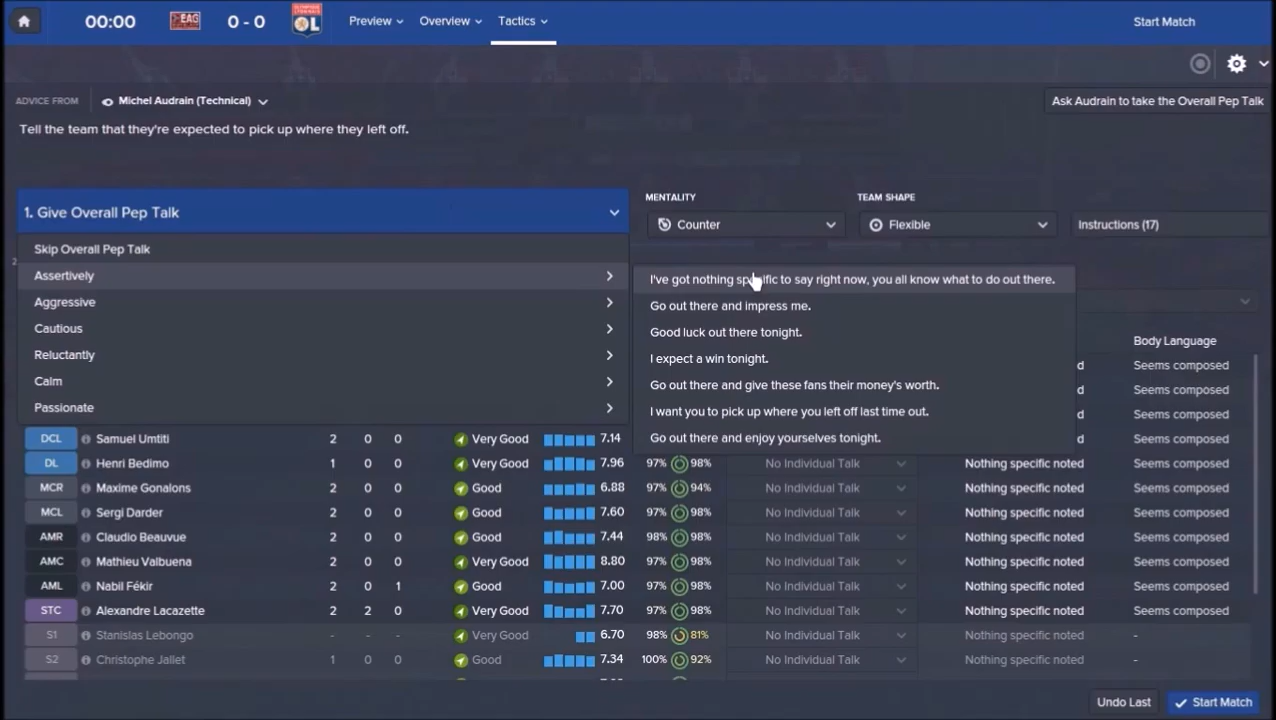 00:00 EAG 0 - 0 OL Preview Overview Tactics Start Match
ADVICE FROM Michel Audrain (Technical) Ask Audrain to take the Overall Pep Talk
Tell the team that they're expected to pick up where they left off.
MENTALITY TEAM SHAPE
1. Give Overall Pep Talk Counter Flexible Instructions (17)
Skip Overall Pep Talk
2
Assertively I've got nothing specific to say right now, you all know what to do out there.
Aggressive Go out there and impress me.
Cautious Good luck out there tonight.
Body Language
Reluctantly I expect a win tonight.
d Seems composed
Calm Go out there and give these fans their money's worth.
d Seems composed
Passionate I want you to pick up where you left off last time out.
d Seems composed
DCL Samuel Umtiti 2 0 0 Very Good 7.14 Go out there and enjoy yourselves tonight. d Seems composed
DL Henri Bedimo 1 0 0 Very Good 7.96 97% 98% No Individual Talk Nothing specific noted Seems composed
MCR Maxime Gonalons 2 0 0 Good 6.88 97% 94% No Individual Talk Nothing specific noted Seems composed
MCL Sergi Darder 2 0 0 Good 7.60 97% 98% No Individual Talk Nothing specific noted Seems composed
AMR Claudio Beauvue 2 0 0 Good 7.44 98% 98% No Individual Talk Nothing specific noted Seems composed
AMC Mathieu Valbuena 2 0 0 Very Good 8.80 97% 98% No Individual Talk Nothing specific noted Seems composed
AML Nabil Fékir 2 0 1 Good 7.00 97% 98% No Individual Talk Nothing specific noted Seems composed
STC Alexandre Lacazette 2 2 0 Very Good 7.70 97% 98% No Individual Talk Nothing specific noted Seems composed
S1 Stanislas Lebongo - - - Very Good 6.70 98% 81% No Individual Talk Nothing specific noted -
S2 Christophe Jallet 1 0 0 Good 7.34 100% 92% No Individual Talk Nothing specific noted -
Undo Last Start Match